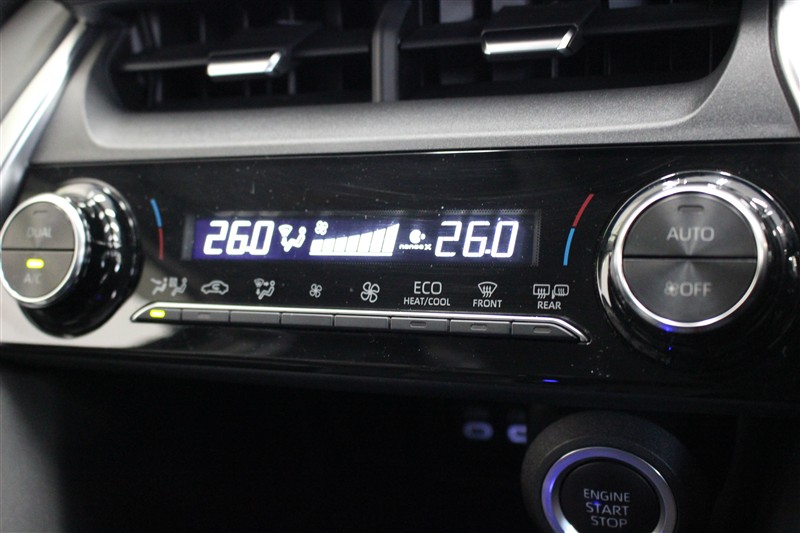 26.0 nanoe X 26.0
DUAL
A/C
AUTO
OFF
ECO
HEAT/COOL
FRONT
REAR
ENGINE
START
STOP